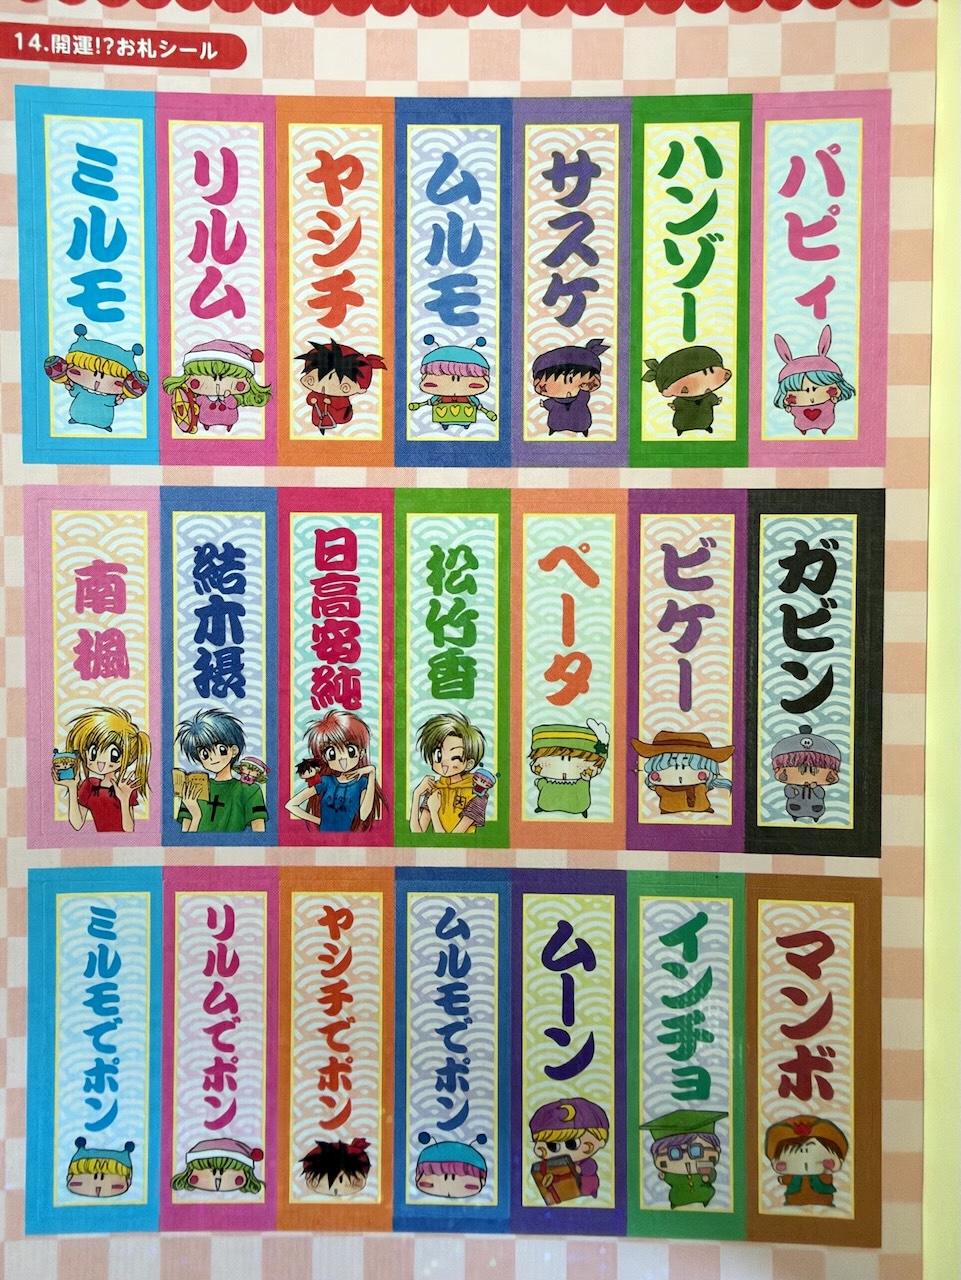 14.開運!?お札シール
ミルモ
リルム
ヤシチ
ムルモ
サスケ
ハンゾー
パピィ
南楓
結木摂
日高安純
松竹香
ペータ
ビケー
ガビン
ミルモでポン
リルムでポン
ヤシチでポン
ムルモでポン
ムーン
インチョ
マンボ